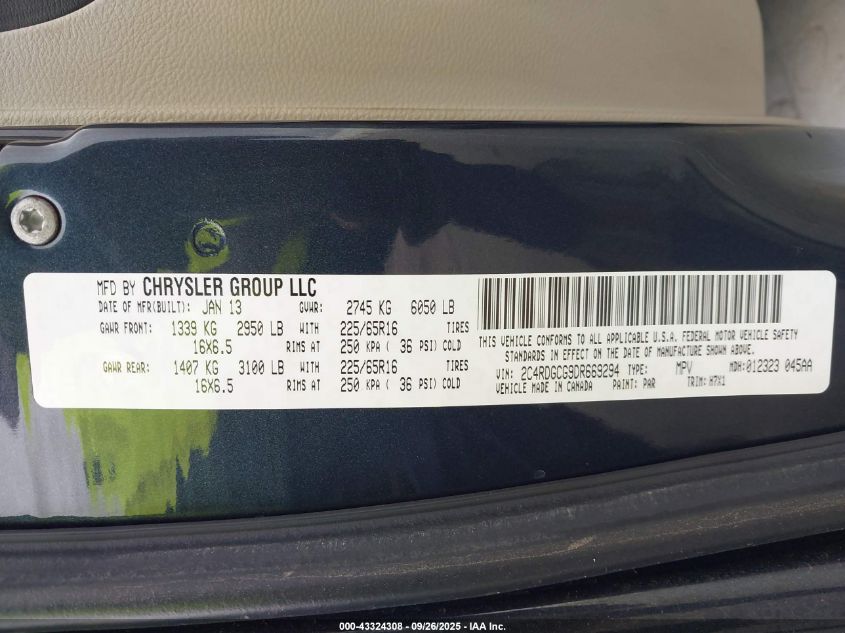 MFD BY CHRYSLER GROUP LLC
DATE OF MFR(BUILT): JAN 13 GVWR: 2745 KG 6050 LB
GAWR FRONT: 1339 KG 2950 LB WITH 225/65R16 TIRES
16X6.5 RIMS AT 250 KPA ( 36 PSI) COLD
GAWR REAR: 1407 KG 3100 LB WITH 225/65R16 TIRES
16X6.5 RIMS AT 250 KPA ( 36 PSI) COLD
THIS VEHICLE CONFORMS TO ALL APPLICABLE U.S.A. FEDERAL MOTOR VEHICLE SAFETY
STANDARDS IN EFFECT ON THE DATE OF MANUFACTURE SHOWN ABOVE.
VIN: 2C4RDGCG9DR669294 TYPE: MPV MDH:012323 045AA
VEHICLE MADE IN CANADA PAINT: PAR TRIM: H7X1
000-43324308 - 09/26/2025 - IAA Inc.